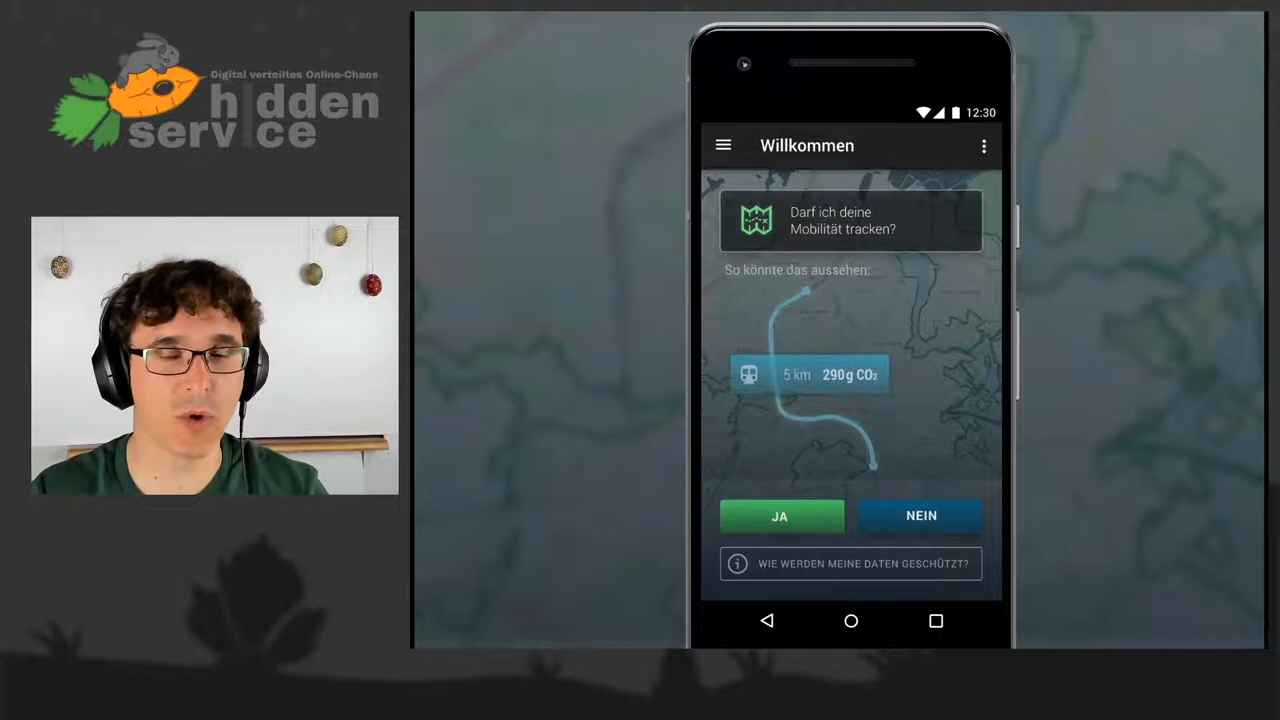 Digital verteiltes Online-Chaos
hidden
service
12:30
Willkommen
Darf ich deine
Mobilität tracken?
So könnte das aussehen:
5 km 290g CO₂
JA
NEIN
WIE WERDEN MEINE DATEN GESCHÜTZT?